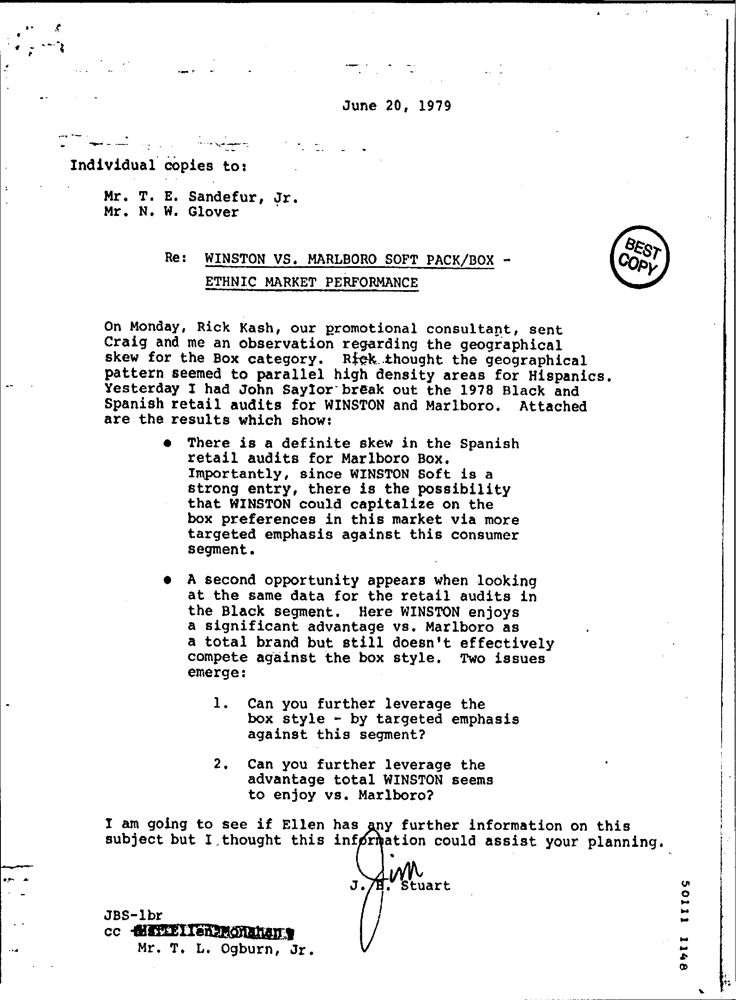 June 20, 1979
Individual copies to:
Mr. T. E. Sandefur, Jr.
Mr. N. W. Glover
Re: WINSTON VS. MARLBORO SOFT PACK/BOX -
ETHNIC MARKET PERFORMANCE
BEST
COPY
On Monday, Rick Kash, our promotional consultant, sent
Craig and me an observation regarding the geographical
skew for the Box category. Rick thought the geographical
pattern seemed to parallel high density areas for Hispanics.
Yesterday I had John Saylor break out the 1978 Black and
Spanish retail audits for WINSTON and Marlboro. Attached
are the results which show:
● There is a definite skew in the Spanish
retail audits for Marlboro Box.
Importantly, since WINSTON Soft is a
strong entry, there is the possibility
that WINSTON could capitalize on the
box preferences in this market via more
targeted emphasis against this consumer
segment.
● A second opportunity appears when looking
at the same data for the retail audits in
the Black segment. Here WINSTON enjoys
a significant advantage vs. Marlboro as
a total brand but still doesn't effectively
compete against the box style. Two issues
emerge:
1. Can you further leverage the
box style - by targeted emphasis
against this segment?
2. Can you further leverage the
advantage total WINSTON seems
to enjoy vs. Marlboro?
I am going to see if Ellen has any further information on this
subject but I thought this information could assist your planning.
Jim
J. B. Stuart
JBS-lbr
cc
Mr. T. L. Ogburn, Jr.
50111 1148